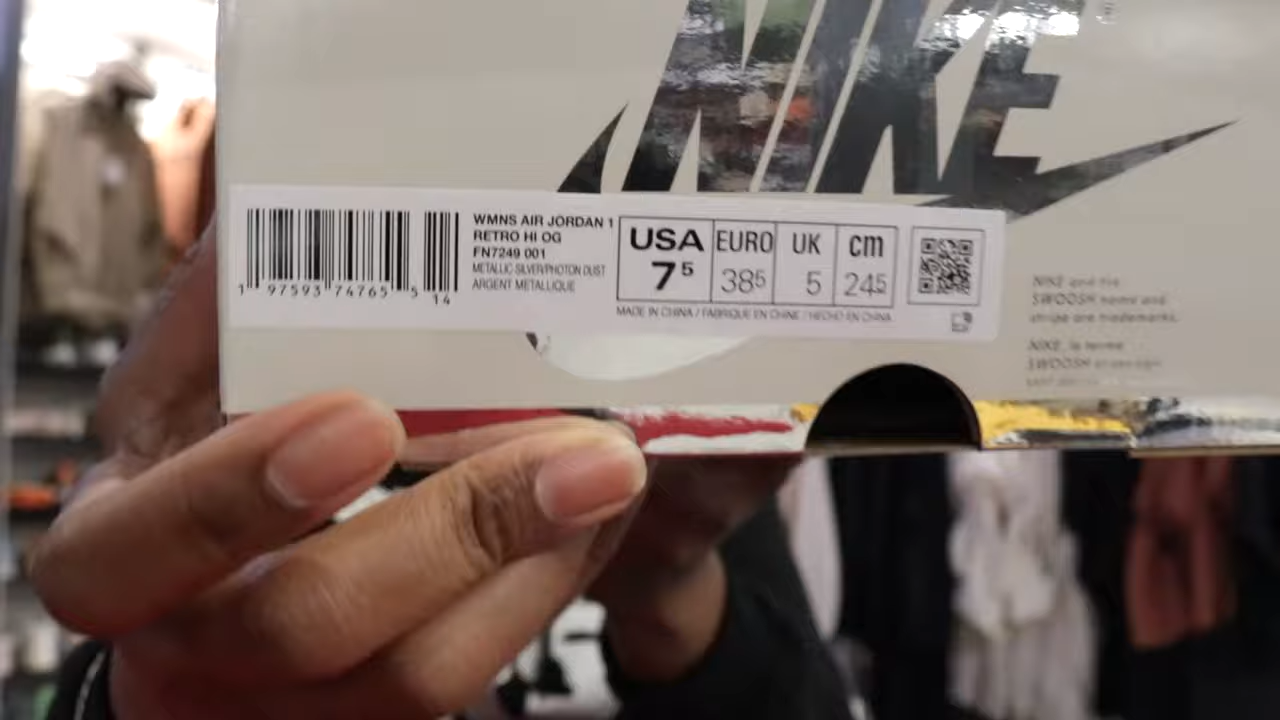 NIKE
WMNS AIR JORDAN 1
RETRO HI OG
FN7249 001
METALLIC SILVER/PHOTON DUST
ARGENT METALLIQUE
1 97593 74765 5 14
USA EURO UK cm
7⁵ 38⁵ 5 24⁵
MADE IN CHINA / FABRIQUE EN CHINE / HECHO EN CHINA
NIKE and the
SWOOSH name and
stripe are trademarks.
NIKE, le terme
SWOOSH